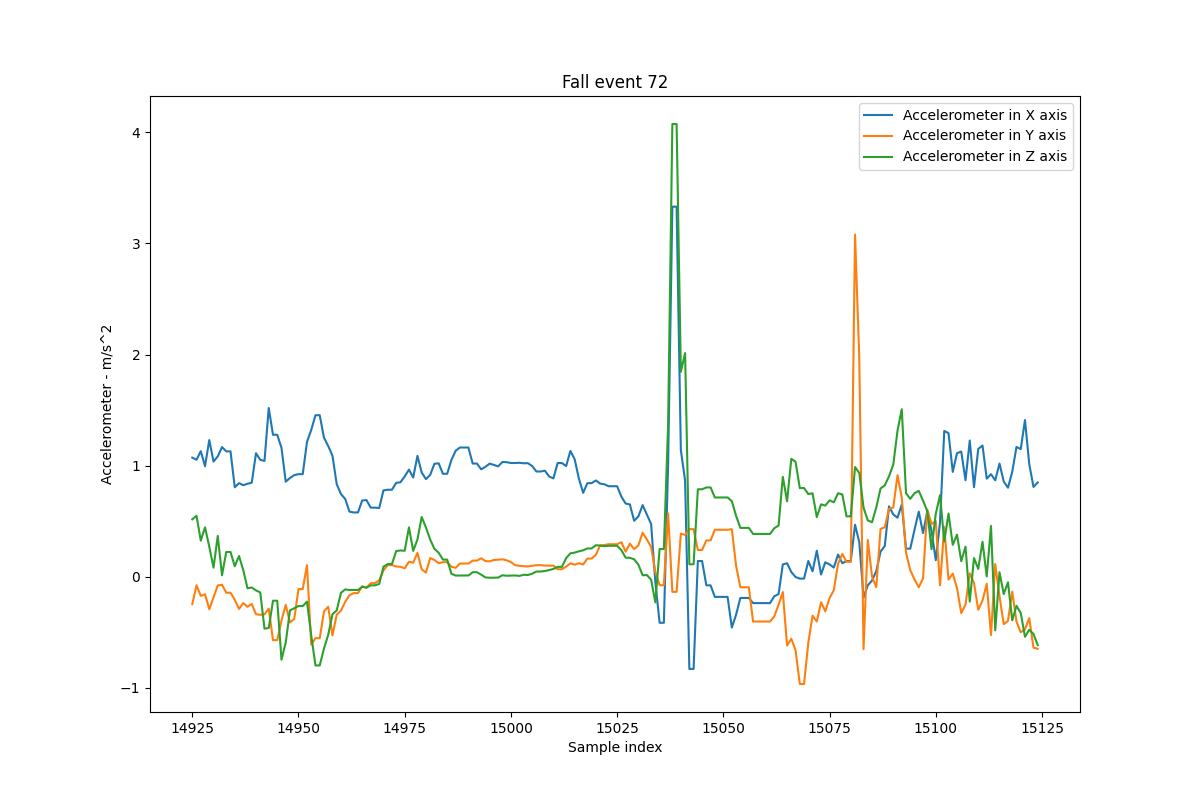 Fall event 72
Accelerometer in X axis
Accelerometer in Y axis
Accelerometer in Z axis
Accelerometer - m/s^2
4
3
2
1
0
−1
14925 14950 14975 15000 15025 15050 15075 15100 15125
Sample index